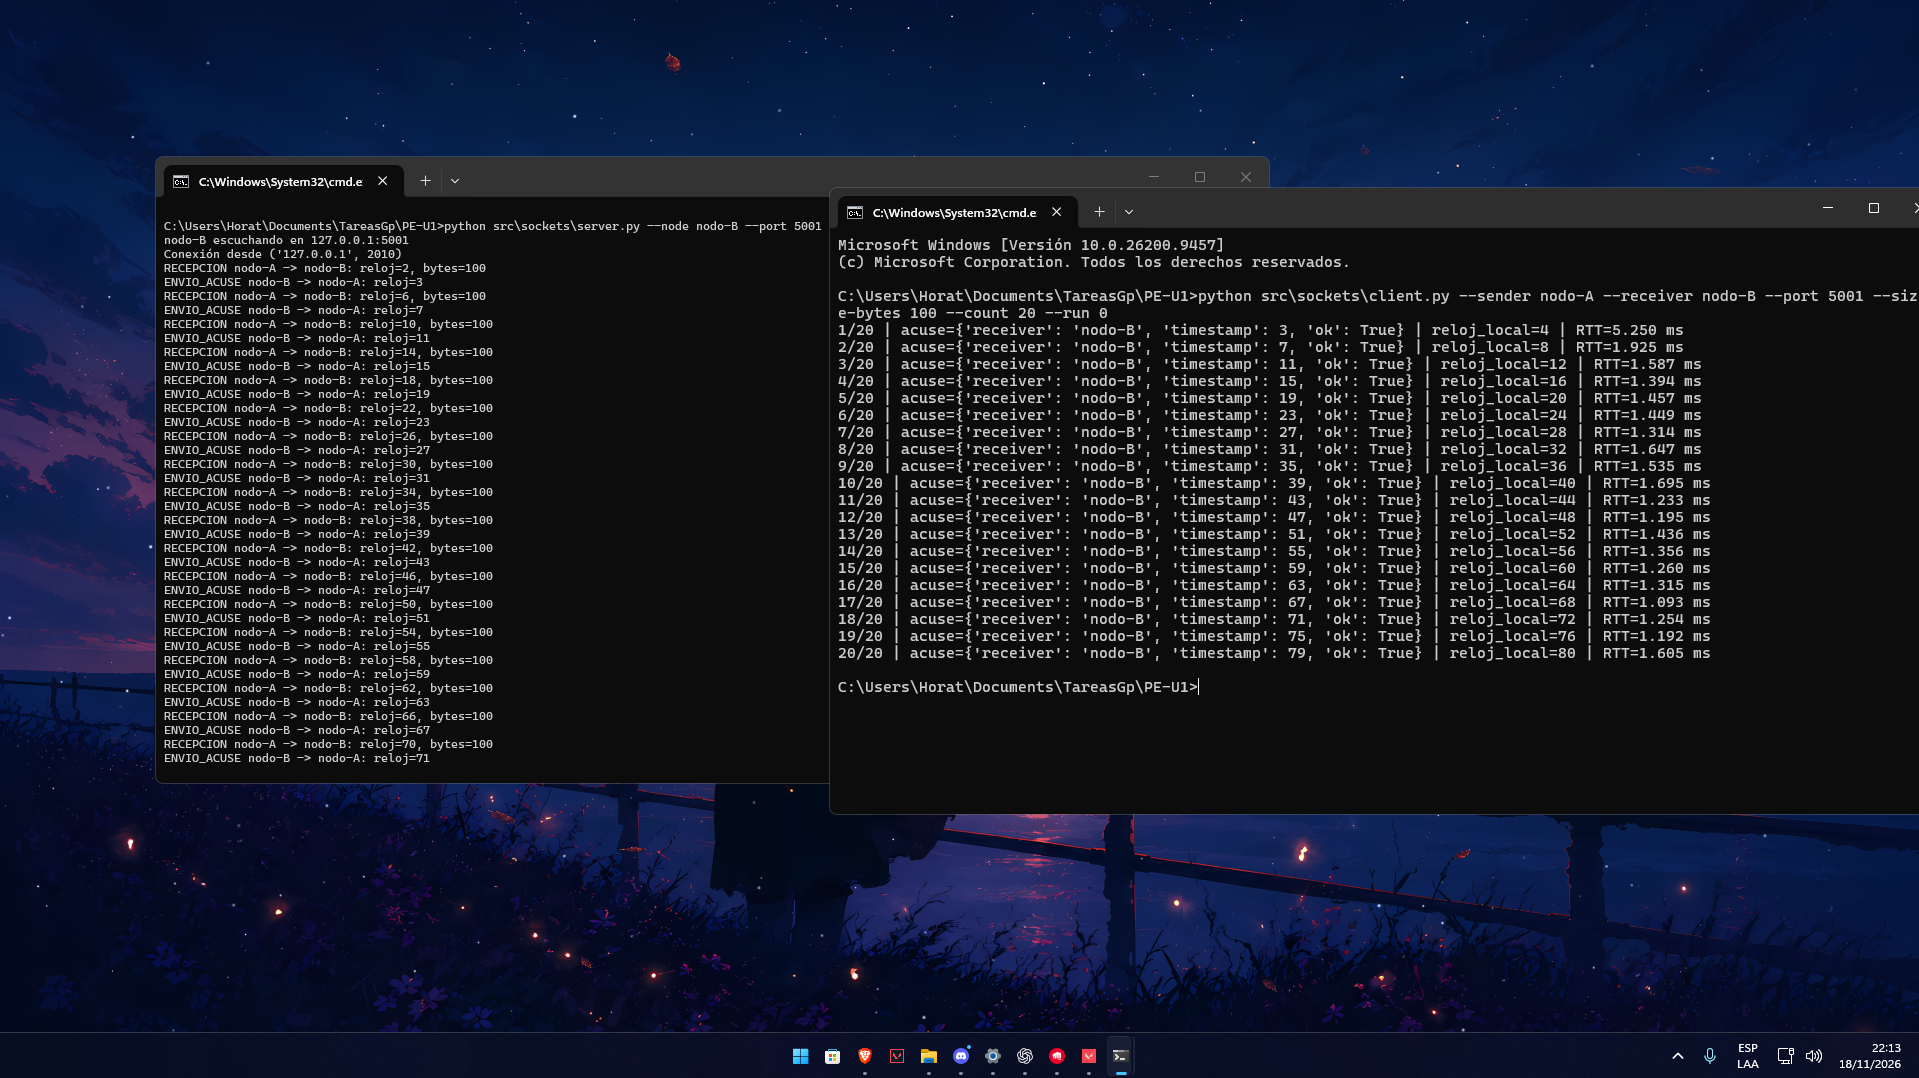 C:\Windows\System32\cmd.e
C:\Users\Horat\Documents\TareasGp\PE-U1>python src\sockets\server.py --node nodo-B --port 5001
nodo-B escuchando en 127.0.0.1:5001
Conexión desde ('127.0.0.1', 2010)
RECEPCION nodo-A -> nodo-B: reloj=2, bytes=100
ENVIO_ACUSE nodo-B -> nodo-A: reloj=3
RECEPCION nodo-A -> nodo-B: reloj=6, bytes=100
ENVIO_ACUSE nodo-B -> nodo-A: reloj=7
RECEPCION nodo-A -> nodo-B: reloj=10, bytes=100
ENVIO_ACUSE nodo-B -> nodo-A: reloj=11
RECEPCION nodo-A -> nodo-B: reloj=14, bytes=100
ENVIO_ACUSE nodo-B -> nodo-A: reloj=15
RECEPCION nodo-A -> nodo-B: reloj=18, bytes=100
ENVIO_ACUSE nodo-B -> nodo-A: reloj=19
RECEPCION nodo-A -> nodo-B: reloj=22, bytes=100
ENVIO_ACUSE nodo-B -> nodo-A: reloj=23
RECEPCION nodo-A -> nodo-B: reloj=26, bytes=100
ENVIO_ACUSE nodo-B -> nodo-A: reloj=27
RECEPCION nodo-A -> nodo-B: reloj=30, bytes=100
ENVIO_ACUSE nodo-B -> nodo-A: reloj=31
RECEPCION nodo-A -> nodo-B: reloj=34, bytes=100
ENVIO_ACUSE nodo-B -> nodo-A: reloj=35
RECEPCION nodo-A -> nodo-B: reloj=38, bytes=100
ENVIO_ACUSE nodo-B -> nodo-A: reloj=39
RECEPCION nodo-A -> nodo-B: reloj=42, bytes=100
ENVIO_ACUSE nodo-B -> nodo-A: reloj=43
RECEPCION nodo-A -> nodo-B: reloj=46, bytes=100
ENVIO_ACUSE nodo-B -> nodo-A: reloj=47
RECEPCION nodo-A -> nodo-B: reloj=50, bytes=100
ENVIO_ACUSE nodo-B -> nodo-A: reloj=51
RECEPCION nodo-A -> nodo-B: reloj=54, bytes=100
ENVIO_ACUSE nodo-B -> nodo-A: reloj=55
RECEPCION nodo-A -> nodo-B: reloj=58, bytes=100
ENVIO_ACUSE nodo-B -> nodo-A: reloj=59
RECEPCION nodo-A -> nodo-B: reloj=62, bytes=100
ENVIO_ACUSE nodo-B -> nodo-A: reloj=63
RECEPCION nodo-A -> nodo-B: reloj=66, bytes=100
ENVIO_ACUSE nodo-B -> nodo-A: reloj=67
RECEPCION nodo-A -> nodo-B: reloj=70, bytes=100
ENVIO_ACUSE nodo-B -> nodo-A: reloj=71
C:\Windows\System32\cmd.e
Microsoft Windows [Versión 10.0.26200.9457]
(c) Microsoft Corporation. Todos los derechos reservados.
C:\Users\Horat\Documents\TareasGp\PE-U1>python src\sockets\client.py --sender nodo-A --receiver nodo-B --port 5001 --siz
e-bytes 100 --count 20 --run 0
1/20 | acuse={'receiver': 'nodo-B', 'timestamp': 3, 'ok': True} | reloj_local=4 | RTT=5.250 ms
2/20 | acuse={'receiver': 'nodo-B', 'timestamp': 7, 'ok': True} | reloj_local=8 | RTT=1.925 ms
3/20 | acuse={'receiver': 'nodo-B', 'timestamp': 11, 'ok': True} | reloj_local=12 | RTT=1.587 ms
4/20 | acuse={'receiver': 'nodo-B', 'timestamp': 15, 'ok': True} | reloj_local=16 | RTT=1.394 ms
5/20 | acuse={'receiver': 'nodo-B', 'timestamp': 19, 'ok': True} | reloj_local=20 | RTT=1.457 ms
6/20 | acuse={'receiver': 'nodo-B', 'timestamp': 23, 'ok': True} | reloj_local=24 | RTT=1.449 ms
7/20 | acuse={'receiver': 'nodo-B', 'timestamp': 27, 'ok': True} | reloj_local=28 | RTT=1.314 ms
8/20 | acuse={'receiver': 'nodo-B', 'timestamp': 31, 'ok': True} | reloj_local=32 | RTT=1.647 ms
9/20 | acuse={'receiver': 'nodo-B', 'timestamp': 35, 'ok': True} | reloj_local=36 | RTT=1.535 ms
10/20 | acuse={'receiver': 'nodo-B', 'timestamp': 39, 'ok': True} | reloj_local=40 | RTT=1.695 ms
11/20 | acuse={'receiver': 'nodo-B', 'timestamp': 43, 'ok': True} | reloj_local=44 | RTT=1.233 ms
12/20 | acuse={'receiver': 'nodo-B', 'timestamp': 47, 'ok': True} | reloj_local=48 | RTT=1.195 ms
13/20 | acuse={'receiver': 'nodo-B', 'timestamp': 51, 'ok': True} | reloj_local=52 | RTT=1.436 ms
14/20 | acuse={'receiver': 'nodo-B', 'timestamp': 55, 'ok': True} | reloj_local=56 | RTT=1.356 ms
15/20 | acuse={'receiver': 'nodo-B', 'timestamp': 59, 'ok': True} | reloj_local=60 | RTT=1.260 ms
16/20 | acuse={'receiver': 'nodo-B', 'timestamp': 63, 'ok': True} | reloj_local=64 | RTT=1.315 ms
17/20 | acuse={'receiver': 'nodo-B', 'timestamp': 67, 'ok': True} | reloj_local=68 | RTT=1.093 ms
18/20 | acuse={'receiver': 'nodo-B', 'timestamp': 71, 'ok': True} | reloj_local=72 | RTT=1.254 ms
19/20 | acuse={'receiver': 'nodo-B', 'timestamp': 75, 'ok': True} | reloj_local=76 | RTT=1.192 ms
20/20 | acuse={'receiver': 'nodo-B', 'timestamp': 79, 'ok': True} | reloj_local=80 | RTT=1.605 ms
C:\Users\Horat\Documents\TareasGp\PE-U1>
ESP
LAA
22:13
18/11/2026